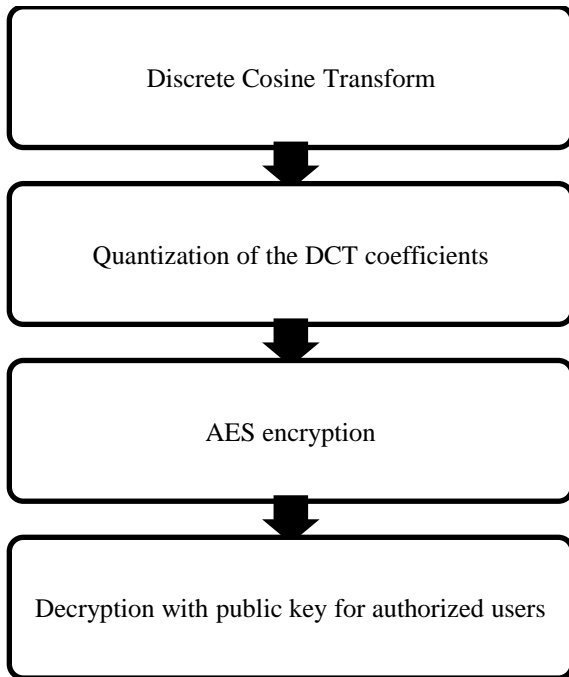 Discrete Cosine Transform
Quantization of the DCT coefficients
AES encryption
Decryption with public key for authorized users